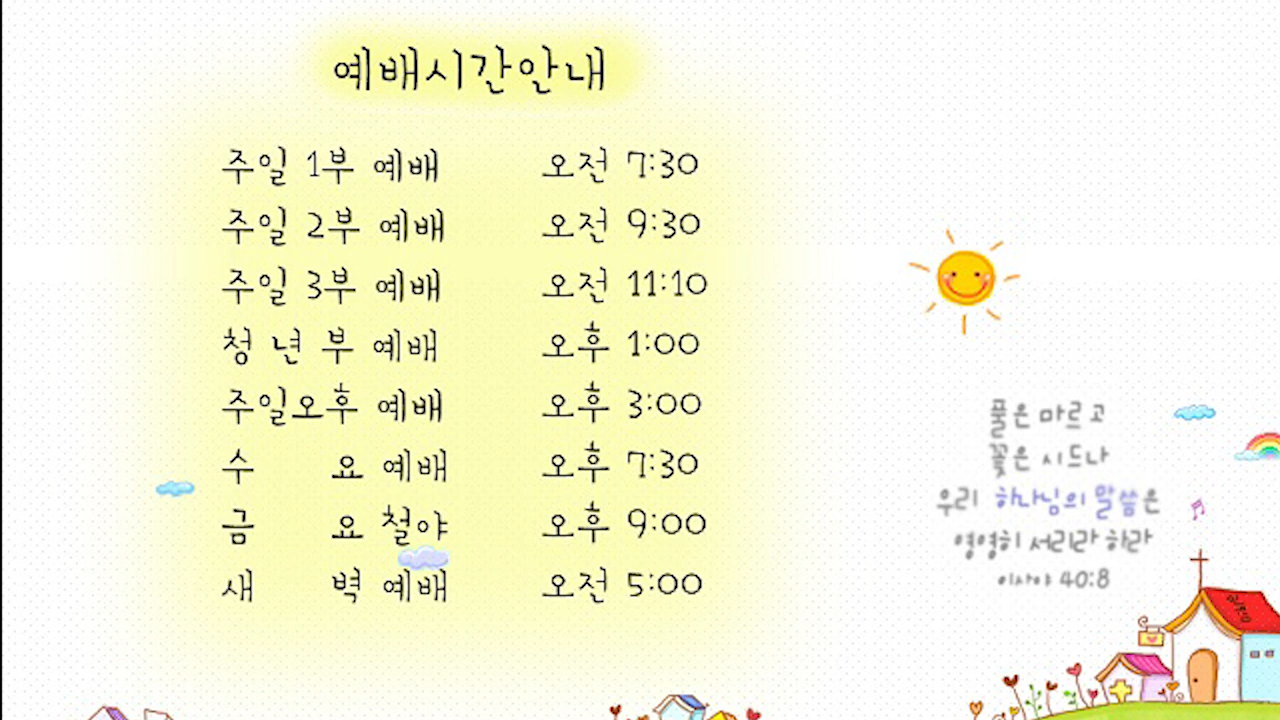 예배시간안내
주일 1부 예배 오전 7:30
주일 2부 예배 오전 9:30
주일 3부 예배 오전 11:10
청 년 부 예배 오후 1:00
주일오후 예배 오후 3:00
수 요 예배 오후 7:30
금 요 철야 오후 9:00
새 벽 예배 오전 5:00
풀은 마르고
꽃은 시드나
우리 하나님의 말씀은
영영히 서리라 하라
이사야 40:8